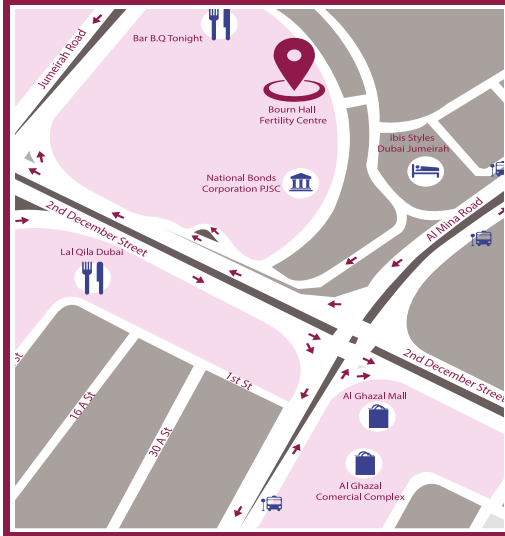 Bar B.Q Tonight
Jumeirah Road
Bourn Hall
Fertility Centre
ibis Styles
Dubai Jumeirah
National Bonds
Corporation PJSC
2nd December Street
Al Mina Road
Lal Qila Dubai
2nd December Street
1st St
st
16 A St
30 A St
Al Ghazal Mall
Al Ghazal
Comercial Complex